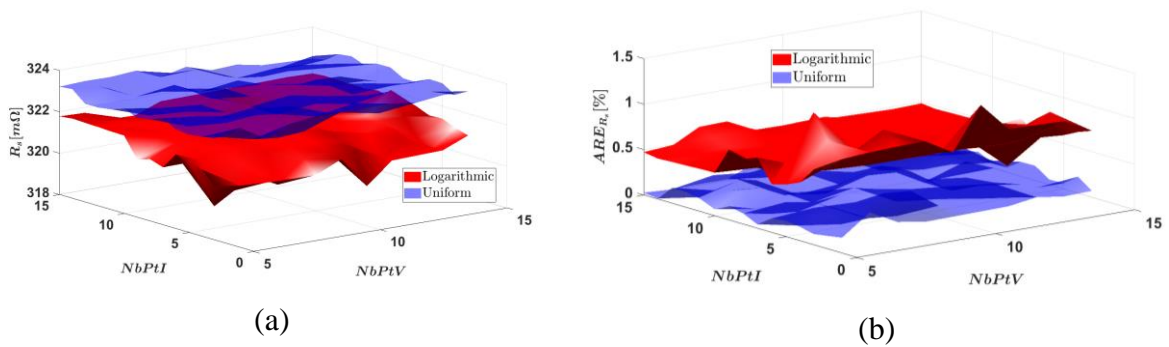 324
322
320
318
R_s[mΩ]
15
10
5
0
NbPtI
5
10
15
NbPtV
Logarithmic
Uniform
(a)
1.5
1
0.5
0
ARE_{R_s}[%]
15
10
5
0
NbPtI
5
10
15
NbPtV
Logarithmic
Uniform
(b)